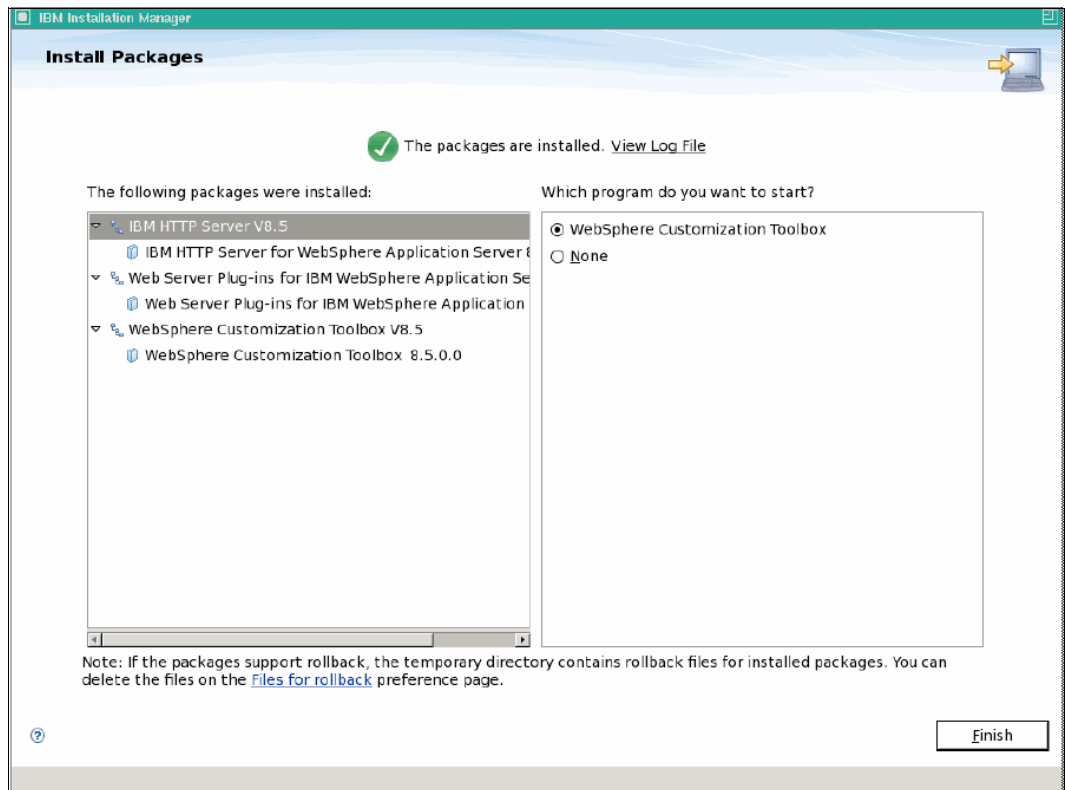 IBM Installation Manager
Install Packages
The packages are installed. View Log File
The following packages were installed:
Which program do you want to start?
IBM HTTP Server V8.5
IBM HTTP Server for WebSphere Application Server
Web Server Plug-ins for IBM WebSphere Application Se
Web Server Plug-ins for IBM WebSphere Application
WebSphere Customization Toolbox V8.5
WebSphere Customization Toolbox 8.5.0.0
WebSphere Customization Toolbox
None
Note: If the packages support rollback, the temporary directory contains rollback files for installed packages. You can
delete the files on the Files for rollback preference page.
?
Finish